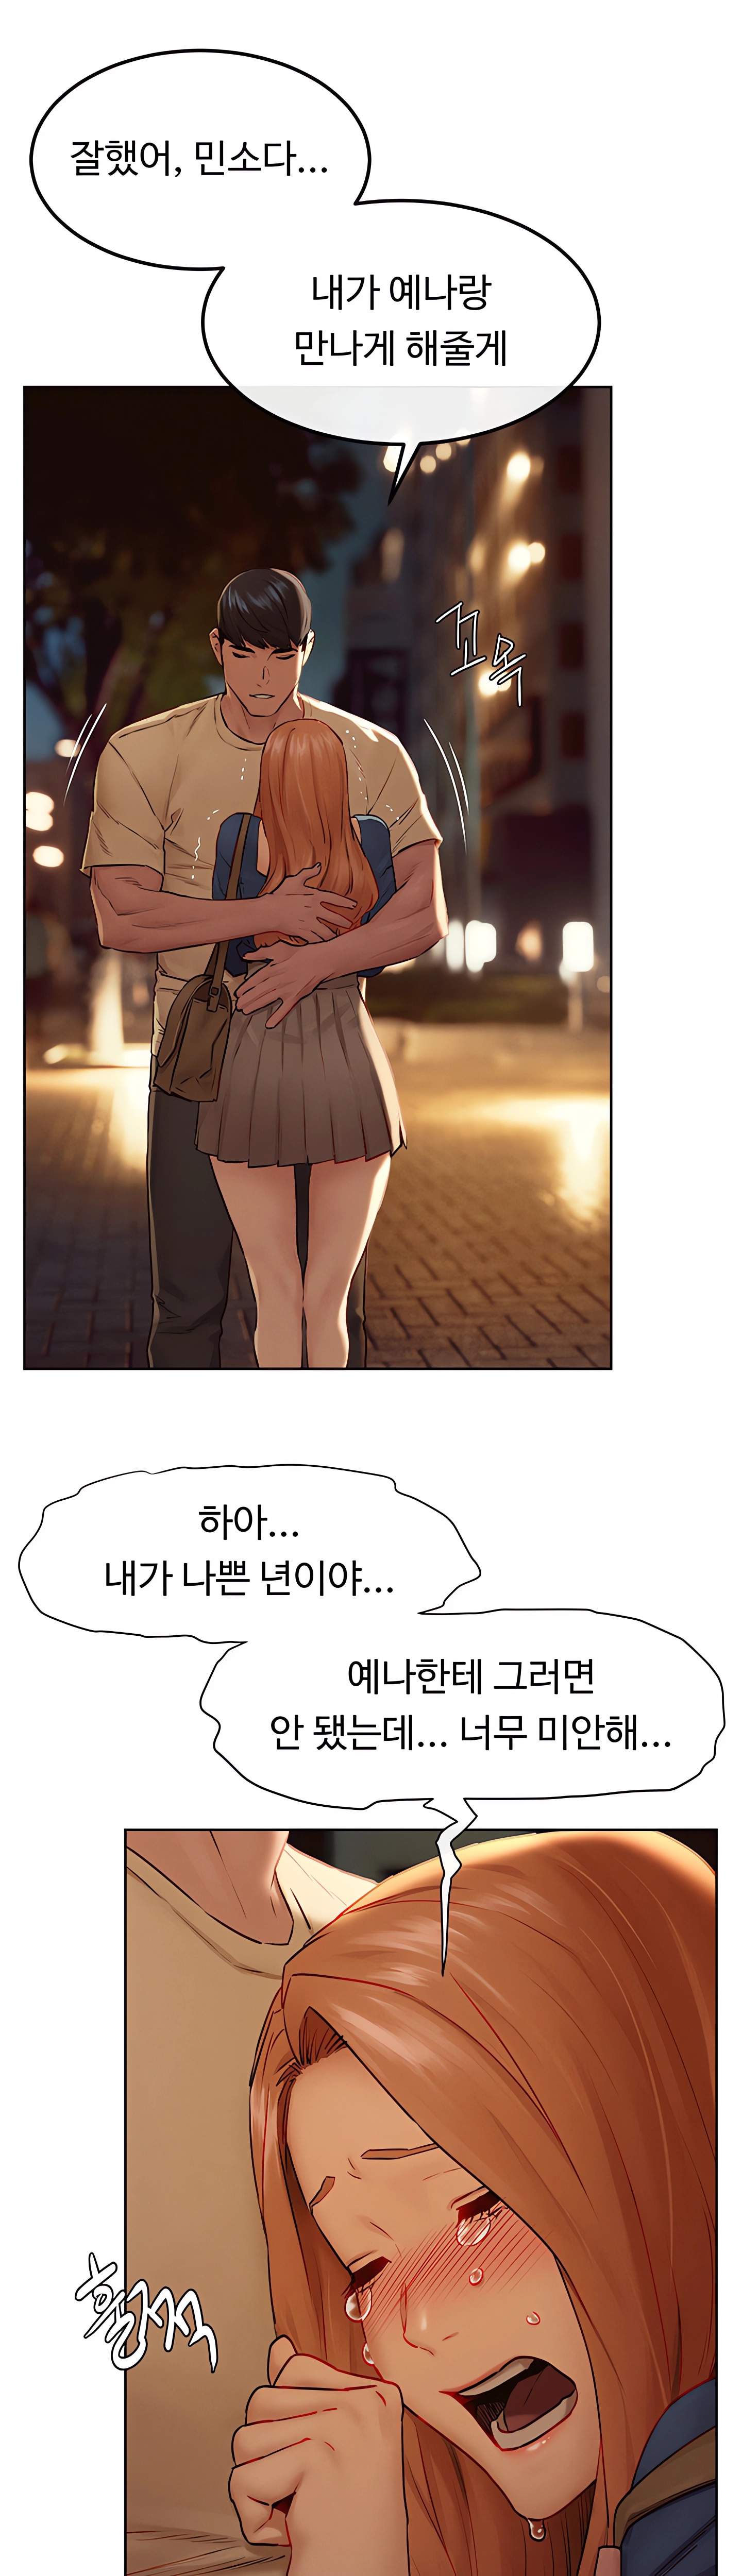 잘했어, 민소다...
내가 예나랑
만나게 해줄게
꼬옥
하아...
내가 나쁜 년이야...
예나한테 그러면
안 됐는데... 너무 미안해...
훌쩍